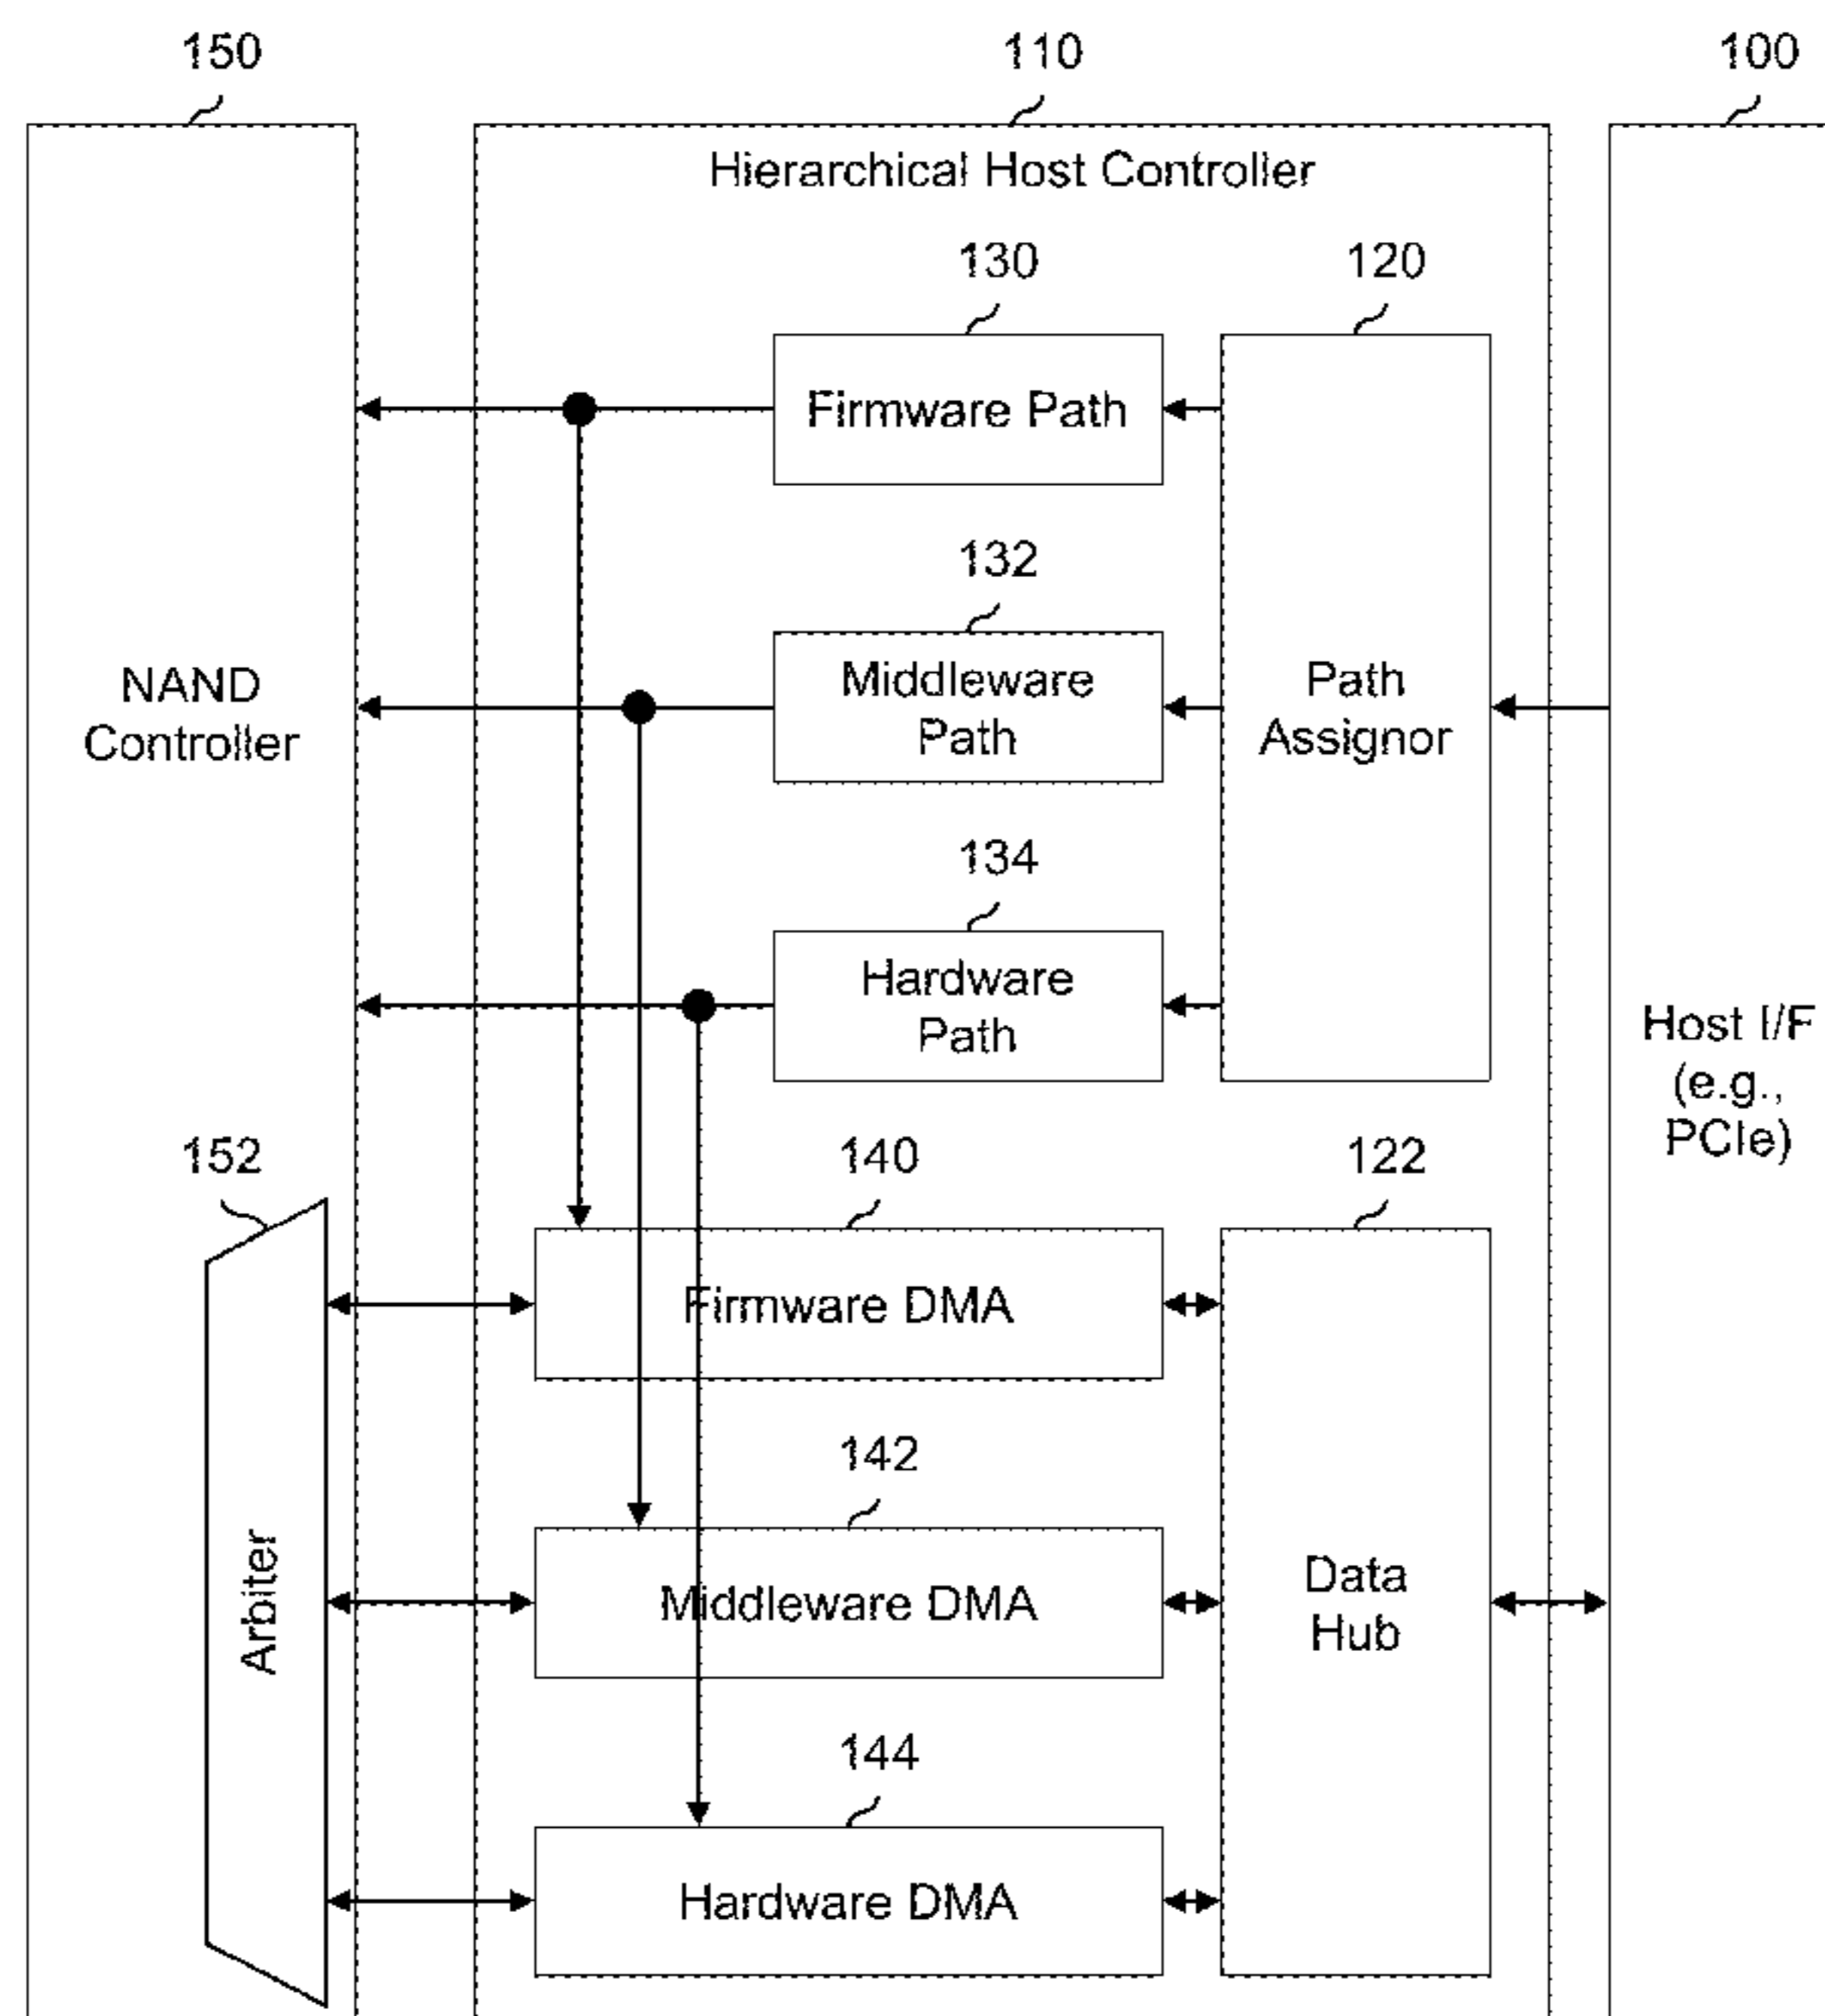 150
110
100
Hierarchical Host Controller
130
120
Firmware Path
132
NAND
Controller
Middleware
Path
Path
Assignor
134
Hardware
Path
Host I/F
(e.g.,
PCIe)
152
140
122
Firmware DMA
142
Arbiter
Middleware DMA
Data
Hub
144
Hardware DMA